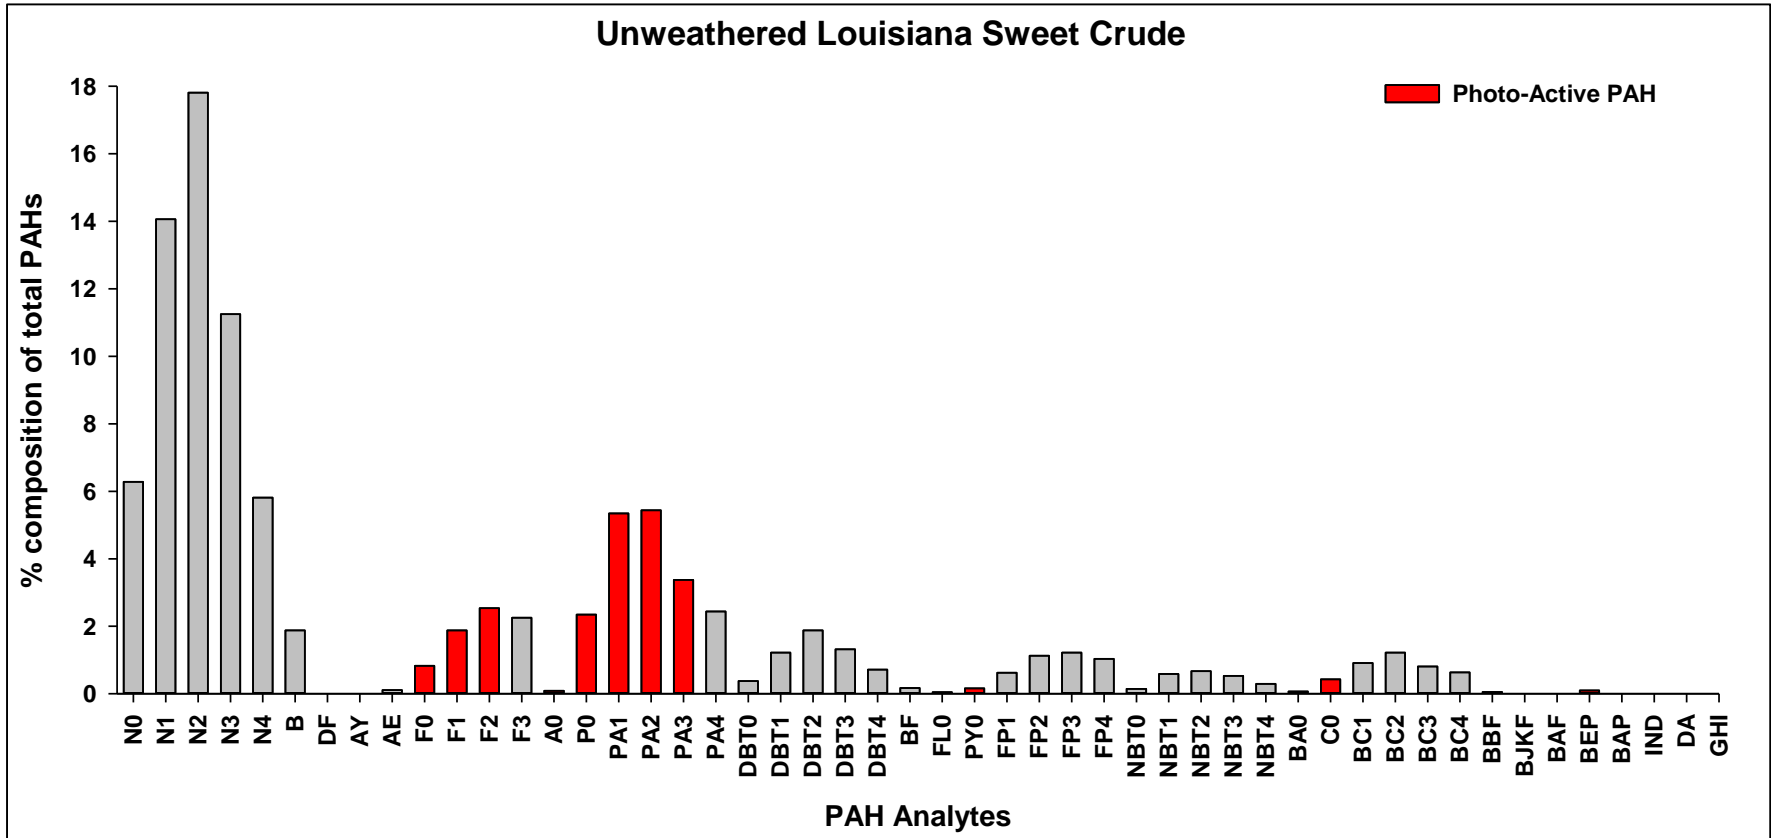 Unweathered Louisiana Sweet Crude
Photo-Active PAH
% composition of total PAHs
18
16
14
12
10
8
6
4
2
0
N0
N1
N2
N3
N4
B
DF
AY
AE
F0
F1
F2
F3
A0
P0
PA1
PA2
PA3
PA4
DBT0
DBT1
DBT2
DBT3
DBT4
BF
FL0
PY0
FP1
FP2
FP3
FP4
NBT0
NBT1
NBT2
NBT3
NBT4
BA0
C0
BC1
BC2
BC3
BC4
BBF
BJKF
BAF
BEP
BAP
IND
DA
GHI
PAH Analytes